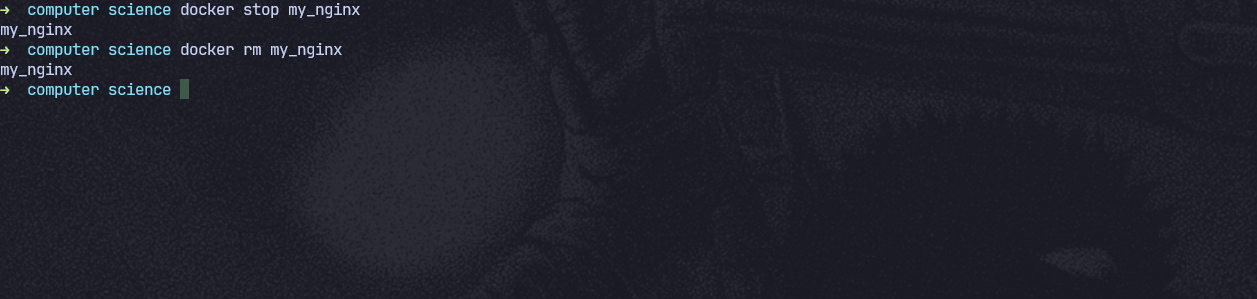 ➜  computer science docker stop my_nginx
my_nginx
➜  computer science docker rm my_nginx
my_nginx
➜  computer science